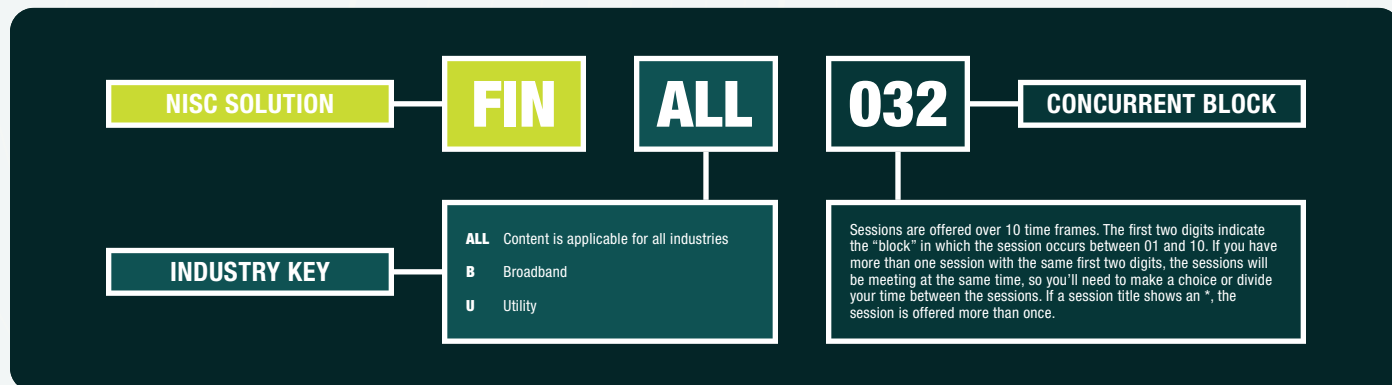 NISC SOLUTION
FIN
ALL
032
CONCURRENT BLOCK
INDUSTRY KEY
ALL Content is applicable for all industries
B Broadband
U Utility
Sessions are offered over 10 time frames. The first two digits indicate
the “block” in which the session occurs between 01 and 10. If you have
more than one session with the same first two digits, the sessions will
be meeting at the same time, so you’ll need to make a choice or divide
your time between the sessions. If a session title shows an *, the
session is offered more than once.